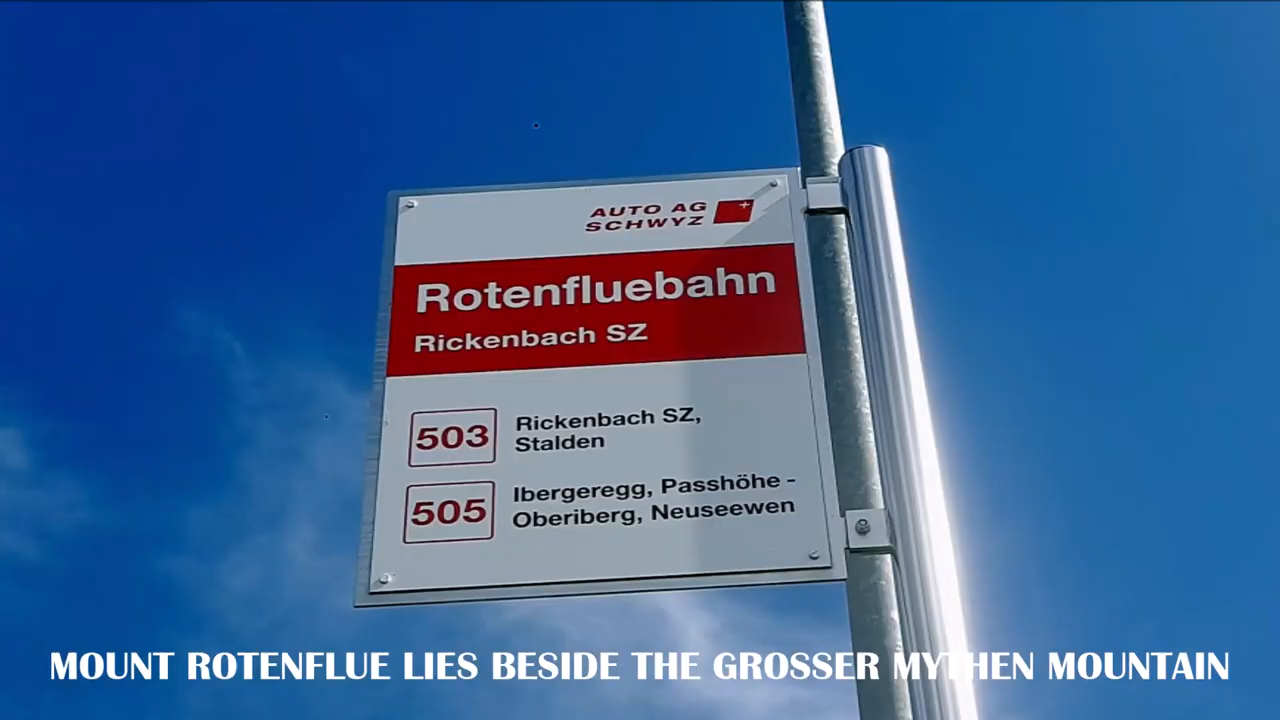 AUTO AG
SCHWYZ
Rotenfluebahn
Rickenbach SZ
503 Rickenbach SZ,
Stalden
505 Ibergeregg, Passhöhe -
Oberiberg, Neuseewen
MOUNT ROTENFLUE LIES BESIDE THE GROSSER MYTHEN MOUNTAIN